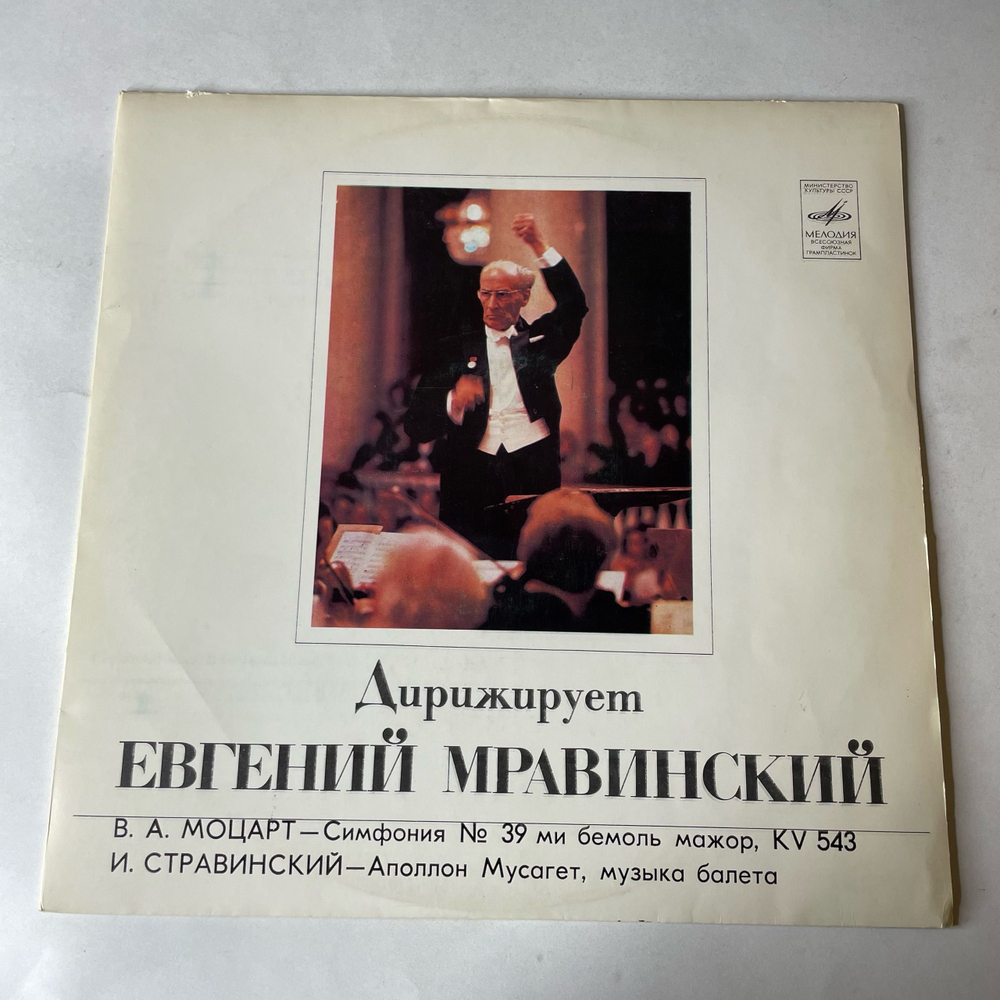 МИНИСТЕРСТВО
КУЛЬТУРЫ СССР
МЕЛОДИЯ
ВСЕСОЮЗНАЯ
ФИРМА
ГРАМПЛАСТИНОК
Дирижирует
ЕВГЕНИЙ МРАВИНСКИЙ
В. А. МОЦАРТ—Симфония № 39 ми бемоль мажор, KV 543
И. СТРАВИНСКИЙ—Аполлон Мусагет, музыка балета